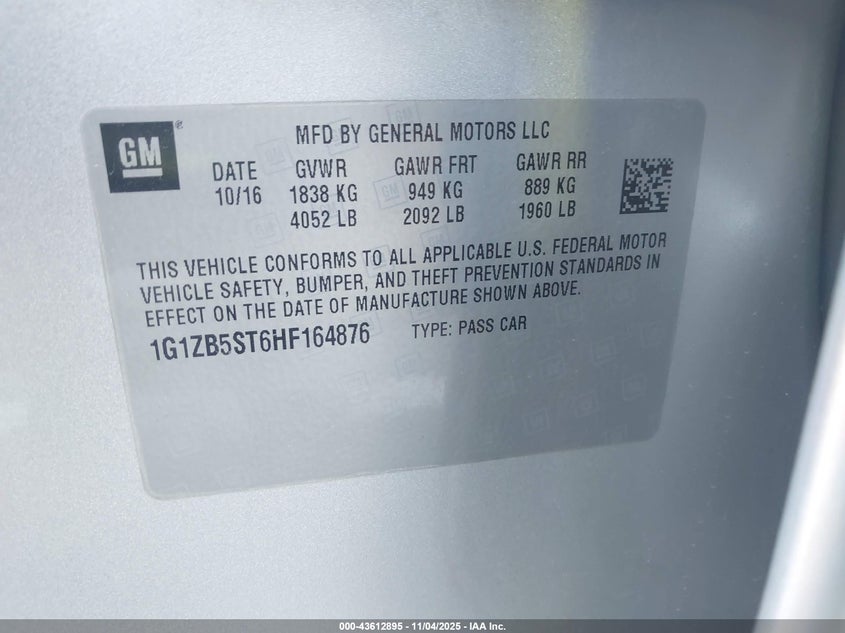 GM
MFD BY GENERAL MOTORS LLC
DATE GVWR GAWR FRT GAWR RR
10/16 1838 KG 949 KG 889 KG
4052 LB 2092 LB 1960 LB
THIS VEHICLE CONFORMS TO ALL APPLICABLE U.S. FEDERAL MOTOR
VEHICLE SAFETY, BUMPER, AND THEFT PREVENTION STANDARDS IN
EFFECT ON THE DATE OF MANUFACTURE SHOWN ABOVE.
1G1ZB5ST6HF164876 TYPE: PASS CAR
000-43612895 - 11/04/2025 - IAA Inc.